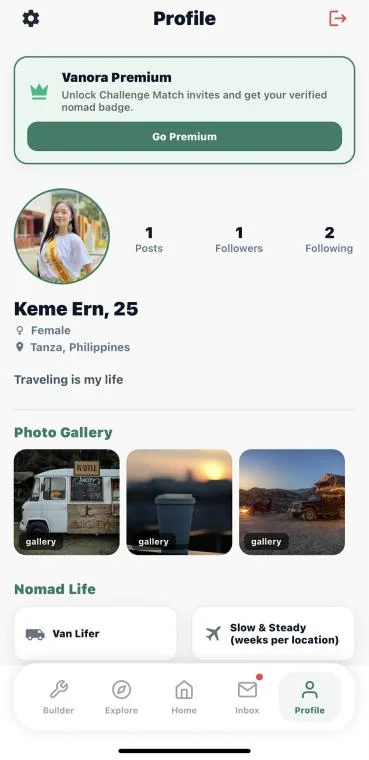 Profile
Vanora Premium
Unlock Challenge Match invites and get your verified
nomad badge.
Go Premium
1
Posts
1
Followers
2
Following
Keme Ern, 25
Female
Tanza, Philippines
Traveling is my life
Photo Gallery
WAFFLE
gallery
gallery
gallery
Nomad Life
Van Lifer
Slow & Steady
(weeks per location)
Builder
Explore
Home
Inbox
Profile